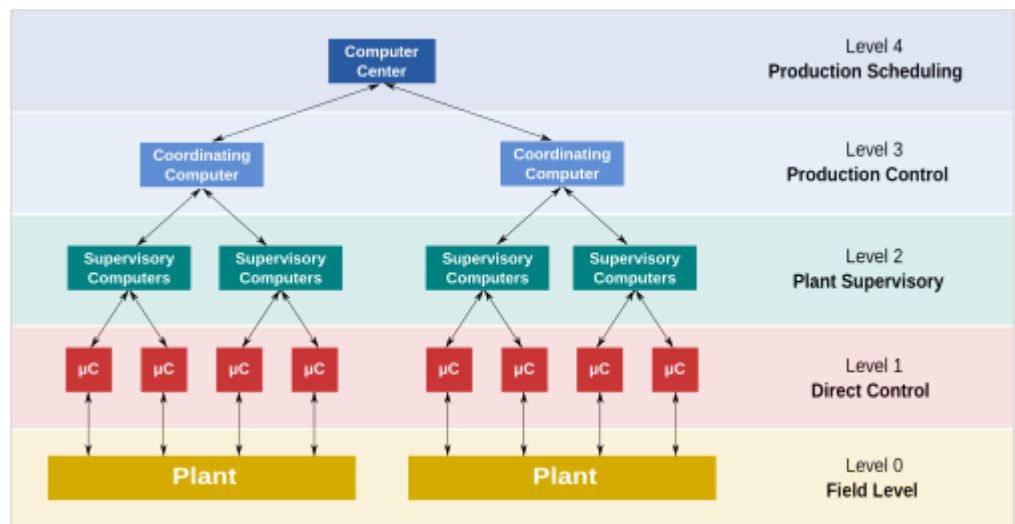 Computer
Center
Level 4
Production Scheduling
Coordinating
Computer
Coordinating
Computer
Level 3
Production Control
Supervisory
Computers
Supervisory
Computers
Supervisory
Computers
Supervisory
Computers
Level 2
Plant Supervisory
µC
µC
µC
µC
µC
µC
µC
µC
Level 1
Direct Control
Plant
Plant
Level 0
Field Level